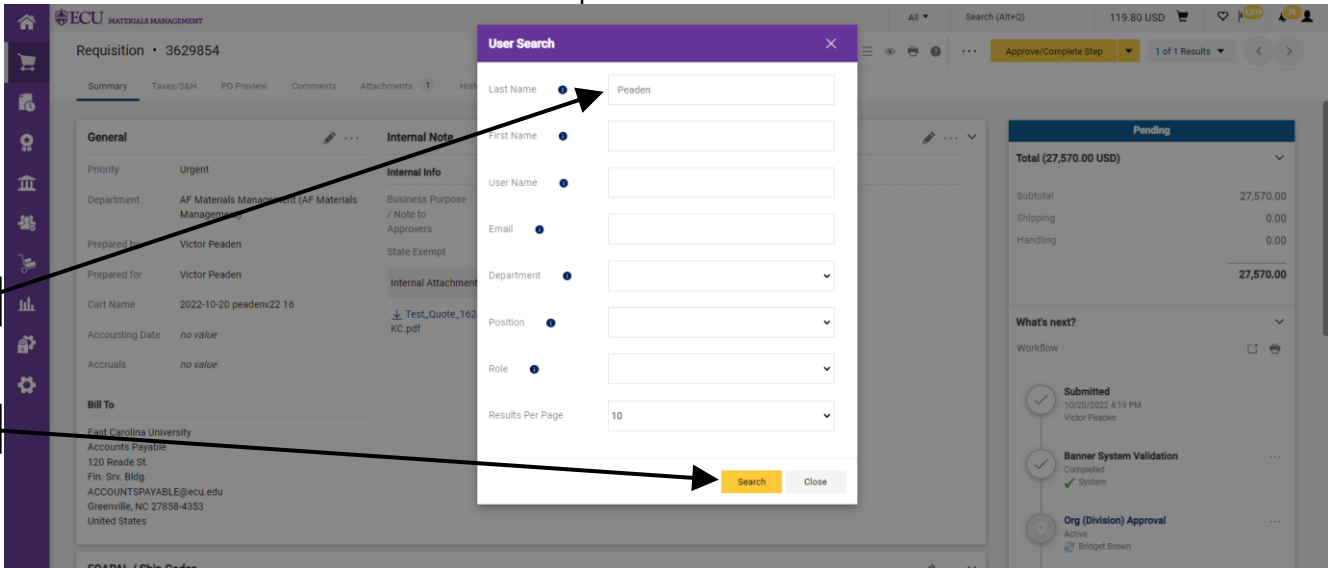 ECU MATERIALS MANAGEMENT
All
Search (Alt+Q)
119.80 USD
Requisition • 3629854
Approve/Complete Step
1 of 1 Results
Summary Taxes/S&H PO Preview Comments Attachments 1 Hist
General
Priority Urgent
Department AF Materials Management (AF Materials
Management)
Prepared by Victor Peaden
Prepared for Victor Peaden
Cart Name 2022-10-20 peadenv22 16
Accounting Date no value
Accruals no value
Bill To
East Carolina University
Accounts Payable
120 Reade St.
Fin. Srv. Bldg.
ACCOUNTSPAYABLE@ecu.edu
Greenville, NC 27858-4353
United States
FOAPAL / Ship Codes
Internal Note
Internal Info
Business Purpose
/ Note to
Approvers
State Exempt
Internal Attachment
Test_Quote_162
KC.pdf
User Search
Last Name Peaden
First Name
User Name
Email
Department
Position
Role
Results Per Page 10
Search Close
Pending
Total (27,570.00 USD)
Subtotal 27,570.00
Shipping 0.00
Handling 0.00
27,570.00
What's next?
Workflow
Submitted
10/20/2022 4:19 PM
Victor Peaden
Banner System Validation
Completed
System
Org (Division) Approval
Active
Bridget Brown